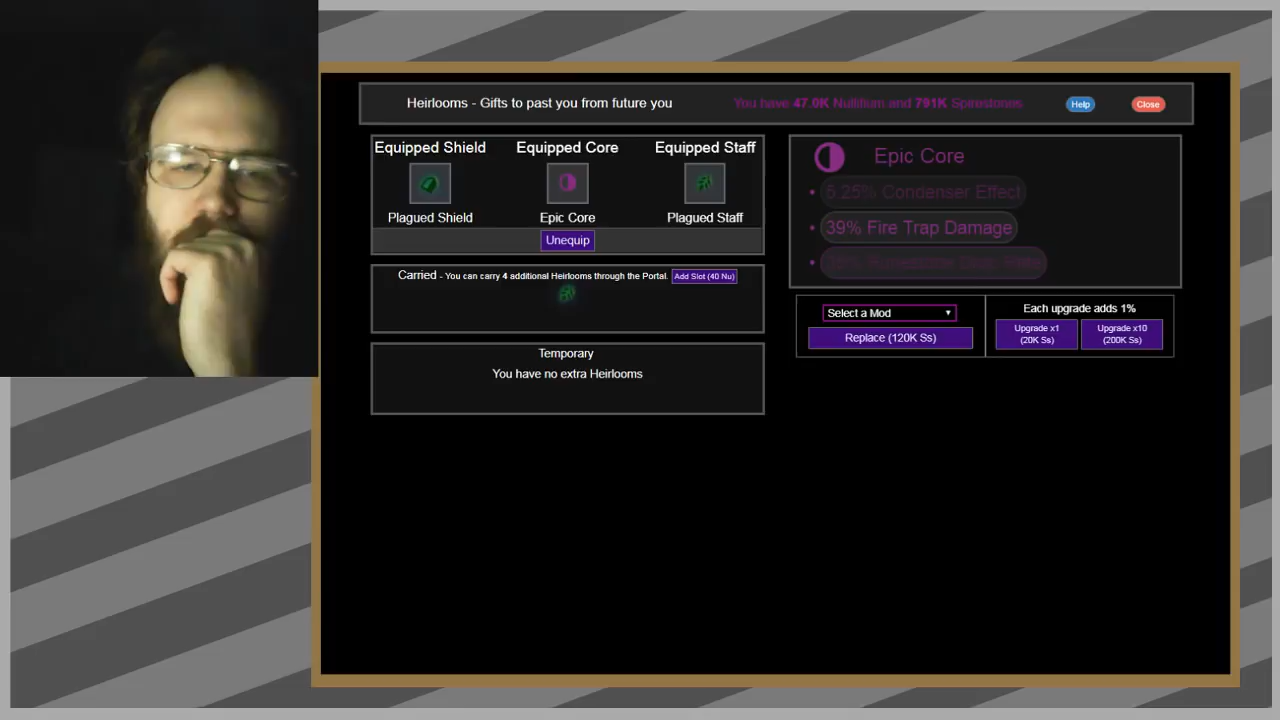 Heirlooms - Gifts to past you from future you
You have 47.0K Nullifium and 791K Spirestones
Help
Close
Equipped Shield
Equipped Core
Equipped Staff
Plagued Shield
Epic Core
Plagued Staff
Unequip
Carried - You can carry 4 additional Heirlooms through the Portal.
Add Slot (40 Nu)
Temporary
You have no extra Heirlooms
Epic Core
• 5.25% Condenser Effect
• 39% Fire Trap Damage
•
Select a Mod
Replace (120K Ss)
Each upgrade adds 1%
Upgrade x1
(20K Ss)
Upgrade x10
(200K Ss)